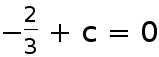 −2/3 + c = 0